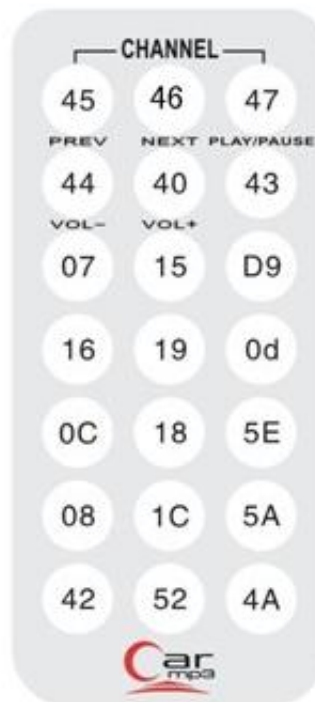 CHANNEL
45 46 47
PREV NEXT PLAY/PAUSE
44 40 43
VOL- VOL+
07 15 D9
16 19 0d
0C 18 5E
08 1C 5A
42 52 4A
Car
mp3